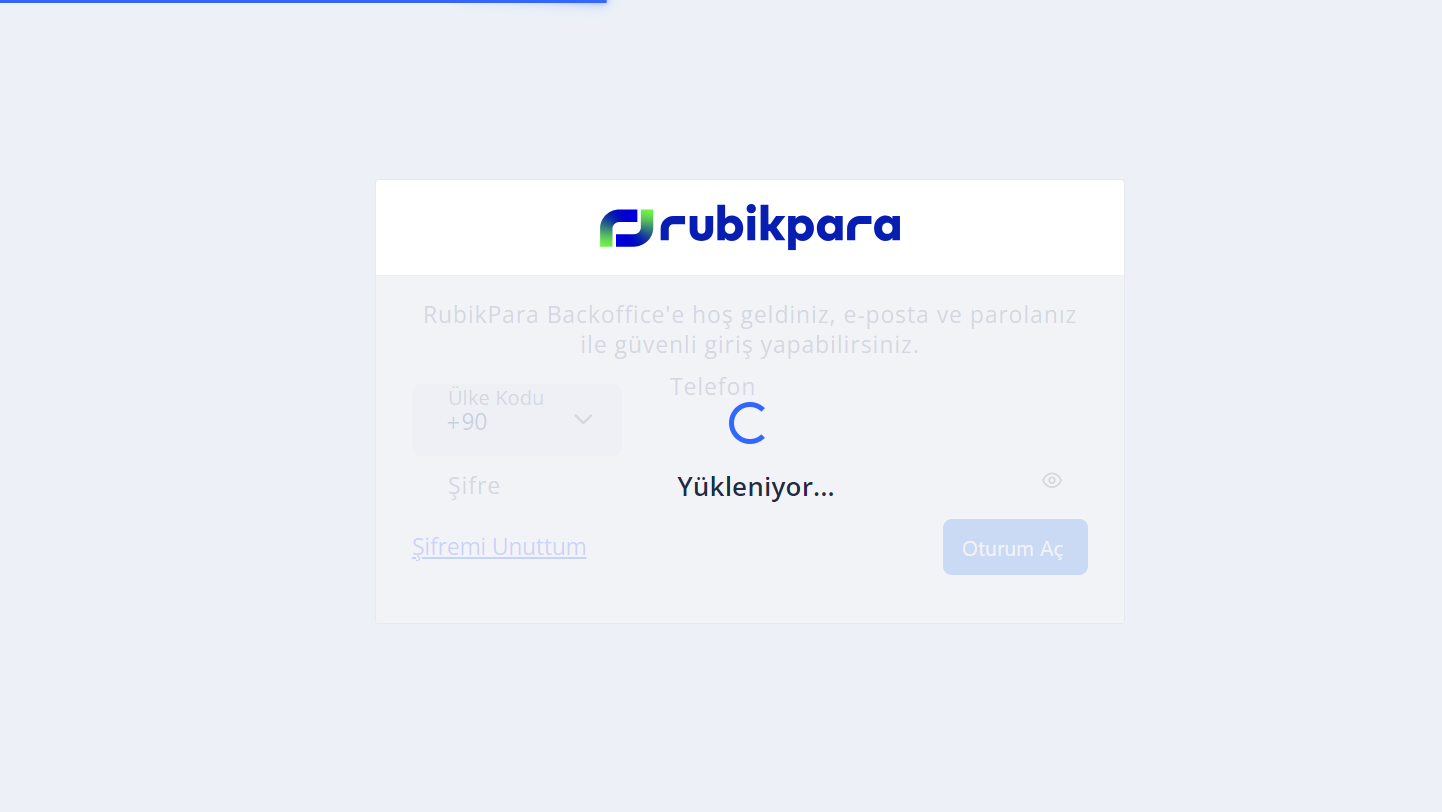 rubikpara
RubikPara Backoffice'e hoş geldiniz, e-posta ve parolanız
ile güvenli giriş yapabilirsiniz.
Ülke Kodu
+90
Telefon
Şifre
Yükleniyor...
Şifremi Unuttum
Oturum Aç